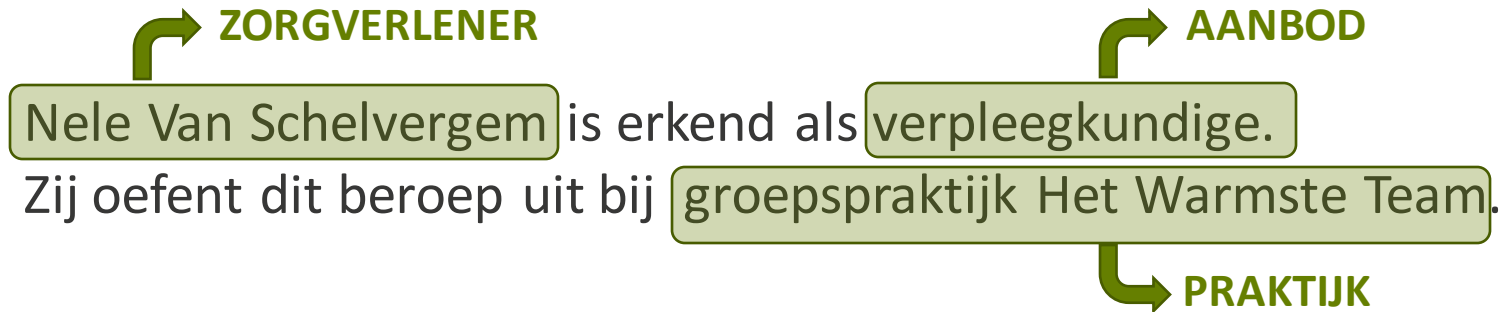 ZORGVERLENER AANBOD
Nele Van Schelvergem is erkend als verpleegkundige.
Zij oefent dit beroep uit bij groepspraktijk Het Warmste Team.
PRAKTIJK